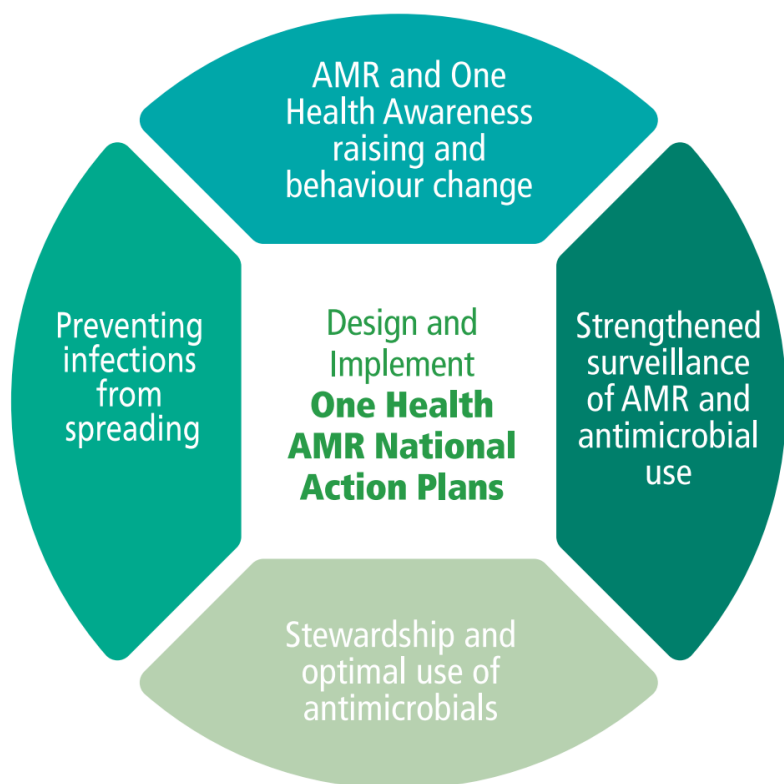 AMR and One
Health Awareness
raising and
behaviour change
Preventing
infections
from
spreading
Design and
Implement
One Health
AMR National
Action Plans
Strengthened
surveillance
of AMR and
antimicrobial
use
Stewardship and
optimal use of
antimicrobials